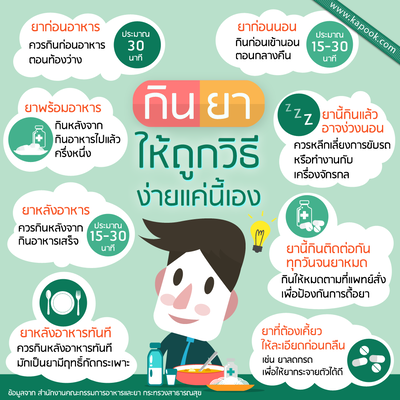 www.kapook.com
ยาก่อนอาหาร
ควรกินก่อนอาหาร
ตอนท้องว่าง
ประมาณ
30
นาที
ยาก่อนนอน
กินก่อนเข้านอน
ตอนกลางคืน
ประมาณ
15-30
นาที
กินยา
ให้ถูกวิธี
ง่ายแค่นี้เอง
ยาพร้อมอาหาร
กินหลังจาก
กินอาหารไปแล้ว
ครึ่งหนึ่ง
Z Z Z
ยานี้กินแล้ว
อาจง่วงนอน
ควรหลีกเลี่ยงการขับรถ
หรือทำงานกับ
เครื่องจักรกล
ยาหลังอาหาร
ควรกินหลังจาก
กินอาหารเสร็จ
ประมาณ
15-30
นาที
ยานี้กินติดต่อกัน
ทุกวันจนยาหมด
กินให้หมดตามที่แพทย์สั่ง
เพื่อป้องกันการดื้อยา
ยาหลังอาหารทันที
ควรกินหลังอาหารทันที
มักเป็นยามีฤทธิ์กัดกระเพาะ
ยาที่ต้องเคี้ยว
ให้ละเอียดก่อนกลืน
เช่น ยาลดกรด
เพื่อให้ยากระจายตัวได้ดี
ข้อมูลจาก สำนักงานคณะกรรมการอาหารและยา กระทรวงสาธารณสุข